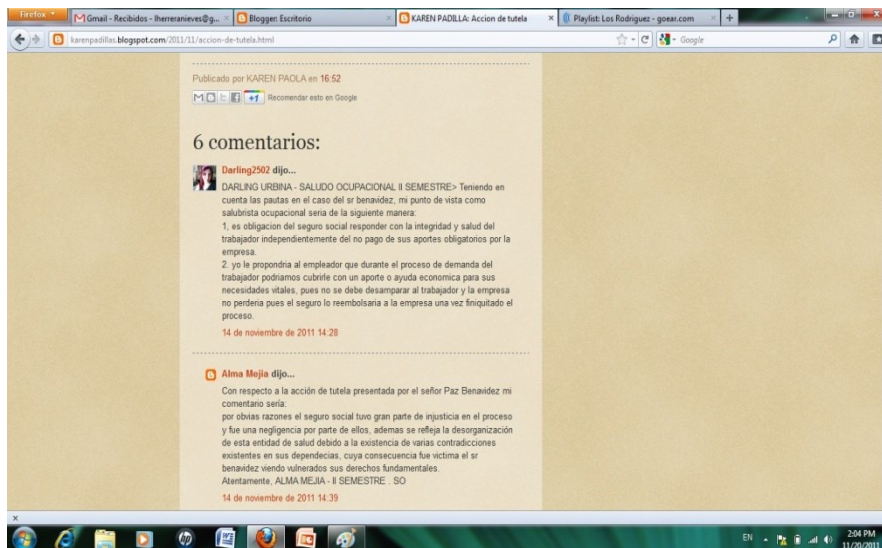 Firefox
Gmail - Recibidos - lherreranieves@g...
Blogger: Escritorio
KAREN PADILLA: Accion de tutela
Playlist: Los Rodriguez - goear.com
karenpadillas.blogspot.com/2011/11/accion-de-tutela.html
Google
Publicado por KAREN PAOLA en 16:52
+1 Recomendar esto en Google
6 comentarios:
Darling2502 dijo...
DARLING URBINA - SALUDO OCUPACIONAL II SEMESTRE> Teniendo en
cuenta las pautas en el caso del sr benavidez, mi punto de vista como
salubrista ocupacional seria de la siguiente manera:
1, es obligacion del seguro social responder con la integridad y salud del
trabajador independientemente del no pago de sus aportes obligatorios por la
empresa.
2. yo le propondria al empleador que durante el proceso de demanda del
trabajador podriamos cubrirle con un aporte o ayuda economica para sus
necesidades vitales, pues no se debe desamparar al trabajador y la empresa
no perderia pues el seguro lo reembolsaria a la empresa una vez finiquitado el
proceso.
14 de noviembre de 2011 14:28
Alma Mejia dijo...
Con respecto a la acción de tutela presentada por el señor Paz Benavidez mi
comentario sería:
por obvias razones el seguro social tuvo gran parte de injusticia en el proceso
y fue una negligencia por parte de ellos, ademas se refleja la desorganización
de esta entidad de salud debido a la existencia de varias contradicciones
existentes en sus dependecias, cuya consecuencia fue victima el sr
benavidez viendo vulnerados sus derechos fundamentales.
Atentamente, ALMA MEJIA - II SEMESTRE . SO
14 de noviembre de 2011 14:39
EN
2:04 PM
11/20/2011